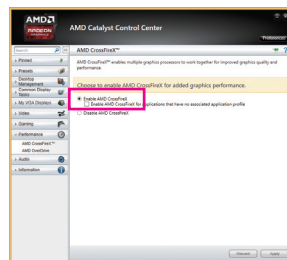 AMD
RADEON
GRAPHICS
AMD Catalyst Control Center
Preferences
Search
AMD CrossFireX™
Pinned
AMD CrossFireX™ enables multiple graphics processors to work together for improved graphics quality and
performance.
Presets
Desktop
Management
Choose to enable AMD CrossFireX for added graphics performance.
Common Display
Tasks
Enable AMD CrossFireX
My VGA Displays
Enable AMD CrossFireX for applications that have no associated application profile
Disable AMD CrossFireX
Video
Gaming
Performance
AMD CrossFireX™
AMD OverDrive
Audio
Information
Discard
Apply